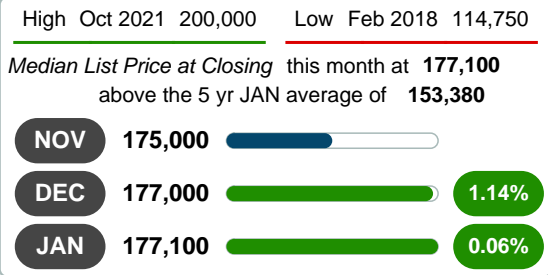 High Oct 2021 200,000 Low Feb 2018 114,750
Median List Price at Closing this month at 177,100
above the 5 yr JAN average of 153,380
NOV 175,000
DEC 177,000 1.14%
JAN 177,100 0.06%